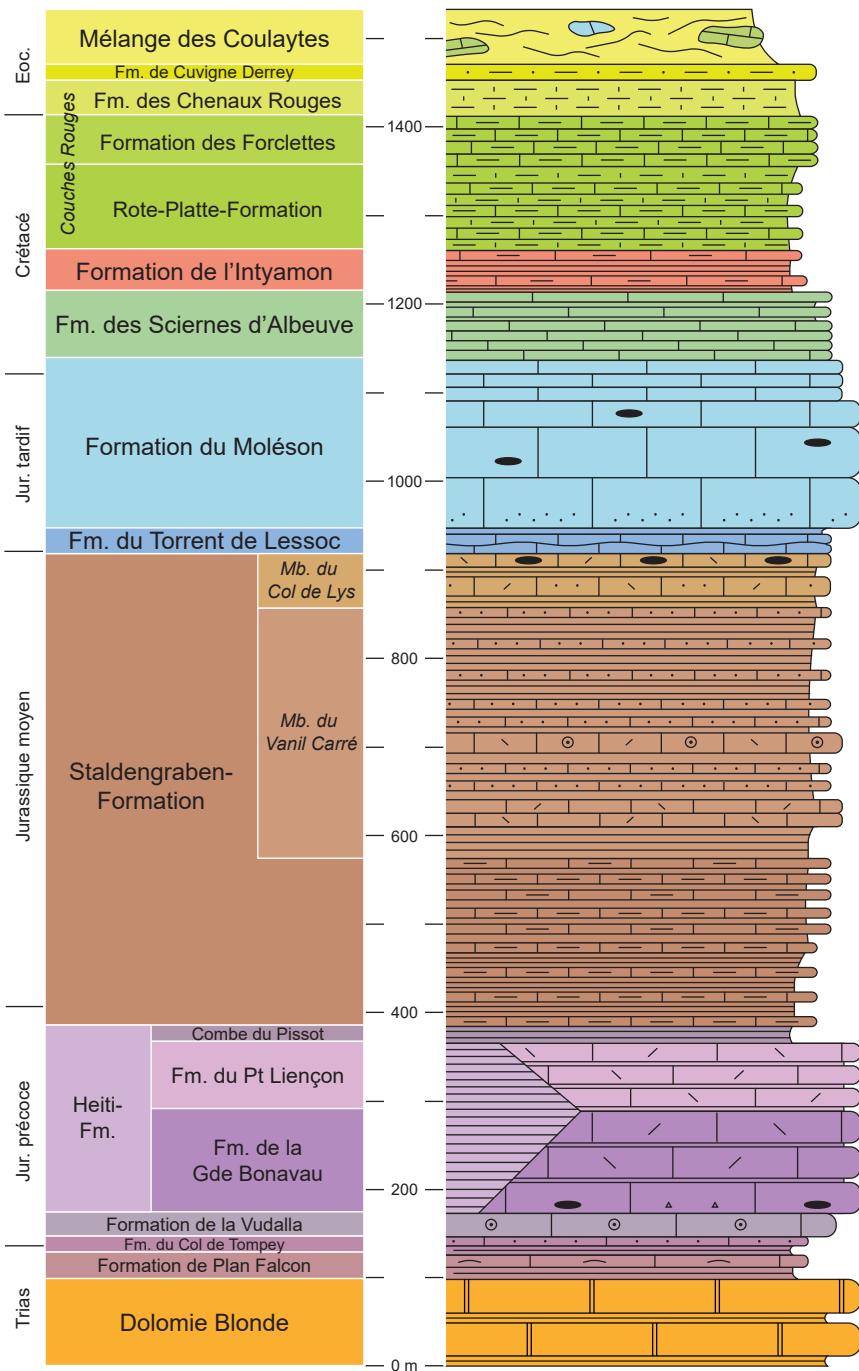 Eoc.
Crétacé
Jur. tardif
Jurassique moyen
Jur. précoce
Trias
Mélange des Coulaytes
Fm. de Cuvigne Derrey
Fm. des Chenaux Rouges
Couches Rouges
Formation des Forclettes
Rote-Platte-Formation
Formation de l'Intyamon
Fm. des Sciernes d'Albeuve
Formation du Moléson
Fm. du Torrent de Lessoc
Staldengraben-
Formation
Mb. du
Col de Lys
Mb. du
Vanil Carré
Heiti-
Fm.
Combe du Pissot
Fm. du Pt Liençon
Fm. de la
Gde Bonavau
Formation de la Vudalla
Fm. du Col de Tompey
Formation de Plan Falcon
Dolomie Blonde
1400
1200
1000
800
600
400
200
0 m